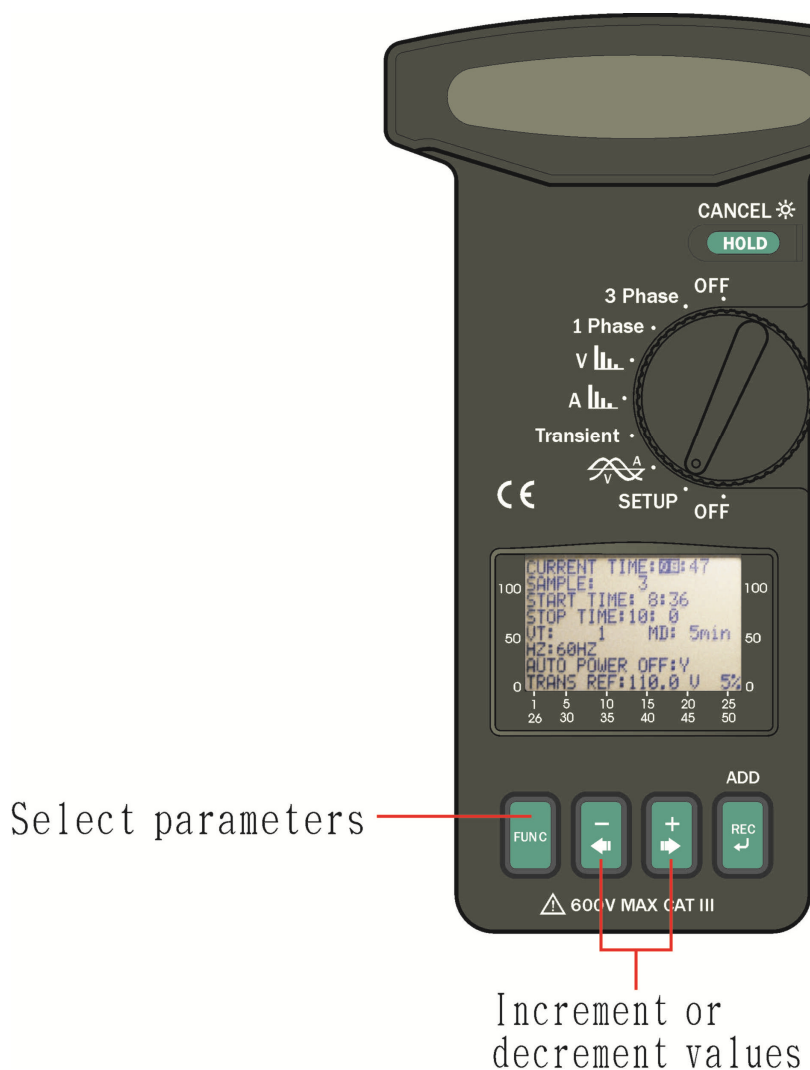 CANCEL
HOLD
OFF
3 Phase
1 Phase
V
A
Transient
V A
SETUP
OFF
CE
CURRENT TIME:08:47
SAMPLE: 3
START TIME: 8:36
STOP TIME:10: 0
VT: 1 MD: 5min
HZ:60HZ
AUTO POWER OFF:Y
TRANS REF:110.0 V 5%
100 100
50 50
0 0
1 5 10 15 20 25
26 30 35 40 45 50
ADD
Select parameters
FUNC
−
+
REC
600V MAX CAT III
Increment or
decrement values